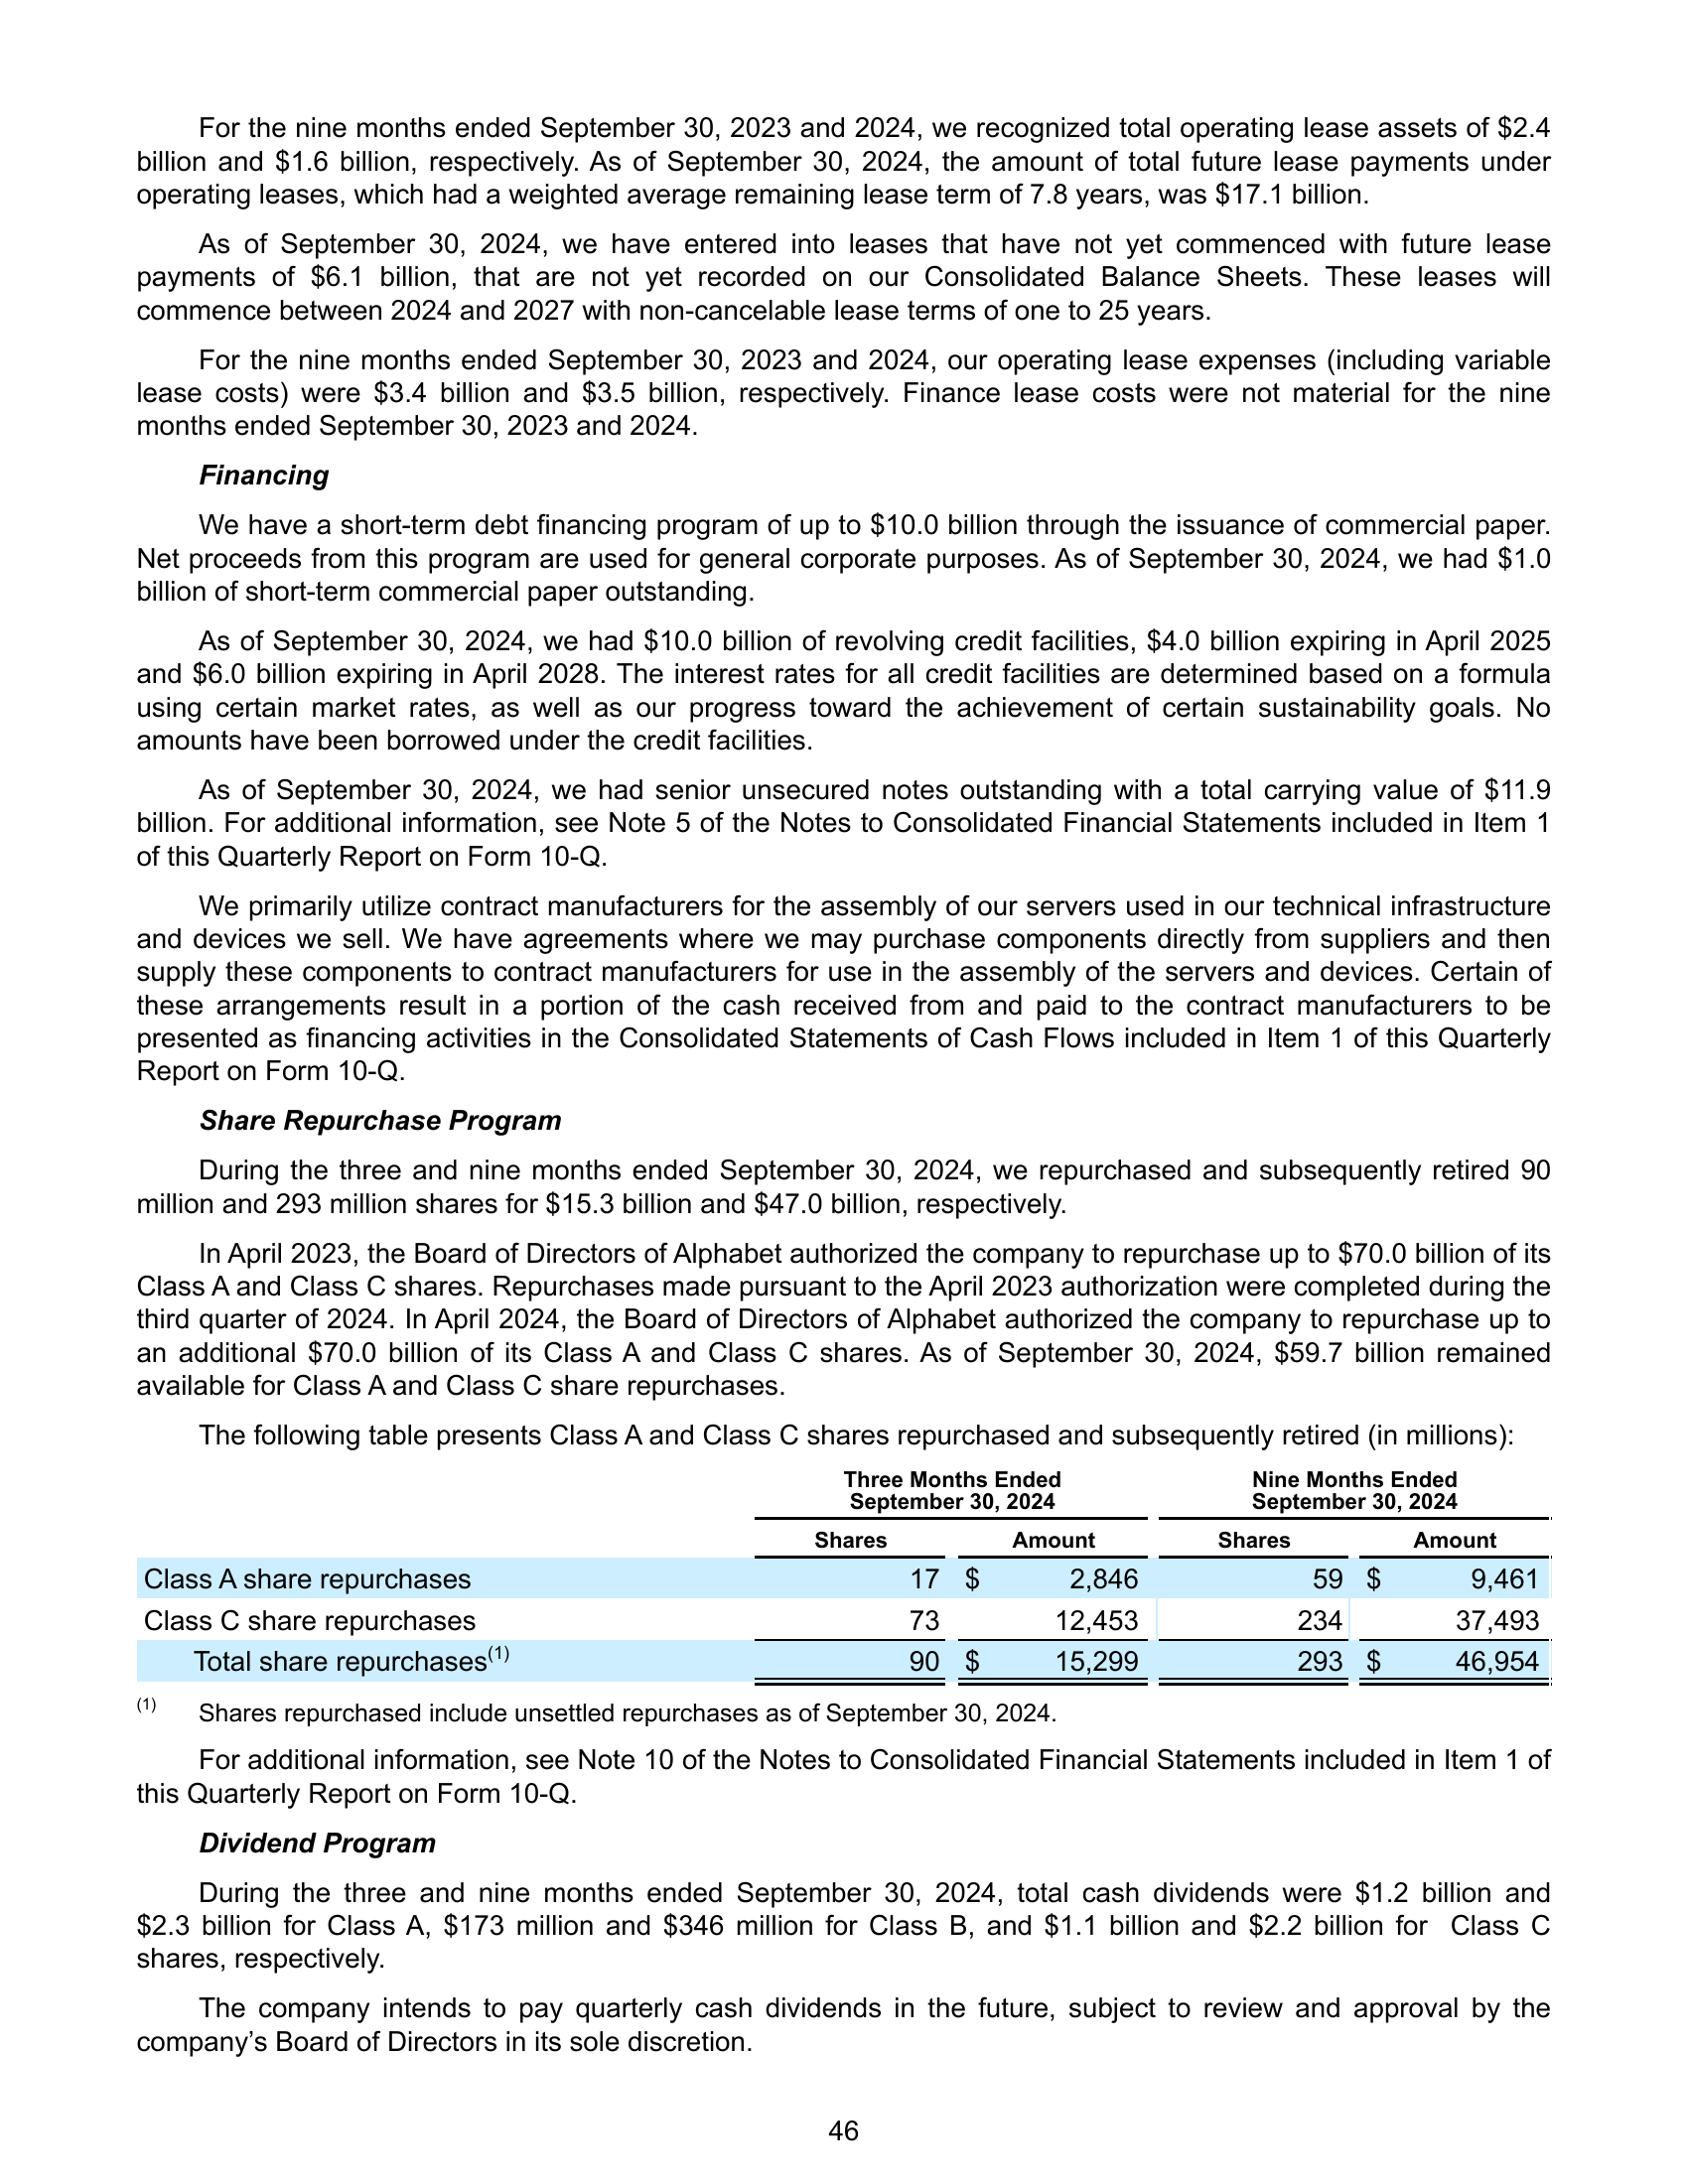 For the nine months ended September 30, 2023 and 2024, we recognized total operating lease assets of $2.4
billion and $1.6 billion, respectively. As of September 30, 2024, the amount of total future lease payments under
operating leases, which had a weighted average remaining lease term of 7.8 years, was $17.1 billion.
As of September 30, 2024, we have entered into leases that have not yet commenced with future lease
payments of $6.1 billion, that are not yet recorded on our Consolidated Balance Sheets. These leases will
commence between 2024 and 2027 with non-cancelable lease terms of one to 25 years.
For the nine months ended September 30, 2023 and 2024, our operating lease expenses (including variable
lease costs) were $3.4 billion and $3.5 billion, respectively. Finance lease costs were not material for the nine
months ended September 30, 2023 and 2024.
Financing
We have a short-term debt financing program of up to $10.0 billion through the issuance of commercial paper.
Net proceeds from this program are used for general corporate purposes. As of September 30, 2024, we had $1.0
billion of short-term commercial paper outstanding.
As of September 30, 2024, we had $10.0 billion of revolving credit facilities, $4.0 billion expiring in April 2025
and $6.0 billion expiring in April 2028. The interest rates for all credit facilities are determined based on a formula
using certain market rates, as well as our progress toward the achievement of certain sustainability goals. No
amounts have been borrowed under the credit facilities.
As of September 30, 2024, we had senior unsecured notes outstanding with a total carrying value of $11.9
billion. For additional information, see Note 5 of the Notes to Consolidated Financial Statements included in Item 1
of this Quarterly Report on Form 10-Q.
We primarily utilize contract manufacturers for the assembly of our servers used in our technical infrastructure
and devices we sell. We have agreements where we may purchase components directly from suppliers and then
supply these components to contract manufacturers for use in the assembly of the servers and devices. Certain of
these arrangements result in a portion of the cash received from and paid to the contract manufacturers to be
presented as financing activities in the Consolidated Statements of Cash Flows included in Item 1 of this Quarterly
Report on Form 10-Q.
Share Repurchase Program
During the three and nine months ended September 30, 2024, we repurchased and subsequently retired 90
million and 293 million shares for $15.3 billion and $47.0 billion, respectively.
In April 2023, the Board of Directors of Alphabet authorized the company to repurchase up to $70.0 billion of its
Class A and Class C shares. Repurchases made pursuant to the April 2023 authorization were completed during the
third quarter of 2024. In April 2024, the Board of Directors of Alphabet authorized the company to repurchase up to
an additional $70.0 billion of its Class A and Class C shares. As of September 30, 2024, $59.7 billion remained
available for Class A and Class C share repurchases.
The following table presents Class A and Class C shares repurchased and subsequently retired (in millions):
Three Months Ended Nine Months Ended
September 30, 2024 September 30, 2024
Shares Amount Shares Amount
Class A share repurchases 17 $ 2,846 59 $ 9,461
Class C share repurchases 73 12,453 234 37,493
Total share repurchases(1) 90 $ 15,299 293 $ 46,954
(1) Shares repurchased include unsettled repurchases as of September 30, 2024.
For additional information, see Note 10 of the Notes to Consolidated Financial Statements included in Item 1 of
this Quarterly Report on Form 10-Q.
Dividend Program
During the three and nine months ended September 30, 2024, total cash dividends were $1.2 billion and
$2.3 billion for Class A, $173 million and $346 million for Class B, and $1.1 billion and $2.2 billion for Class C
shares, respectively.
The company intends to pay quarterly cash dividends in the future, subject to review and approval by the
company’s Board of Directors in its sole discretion.
46